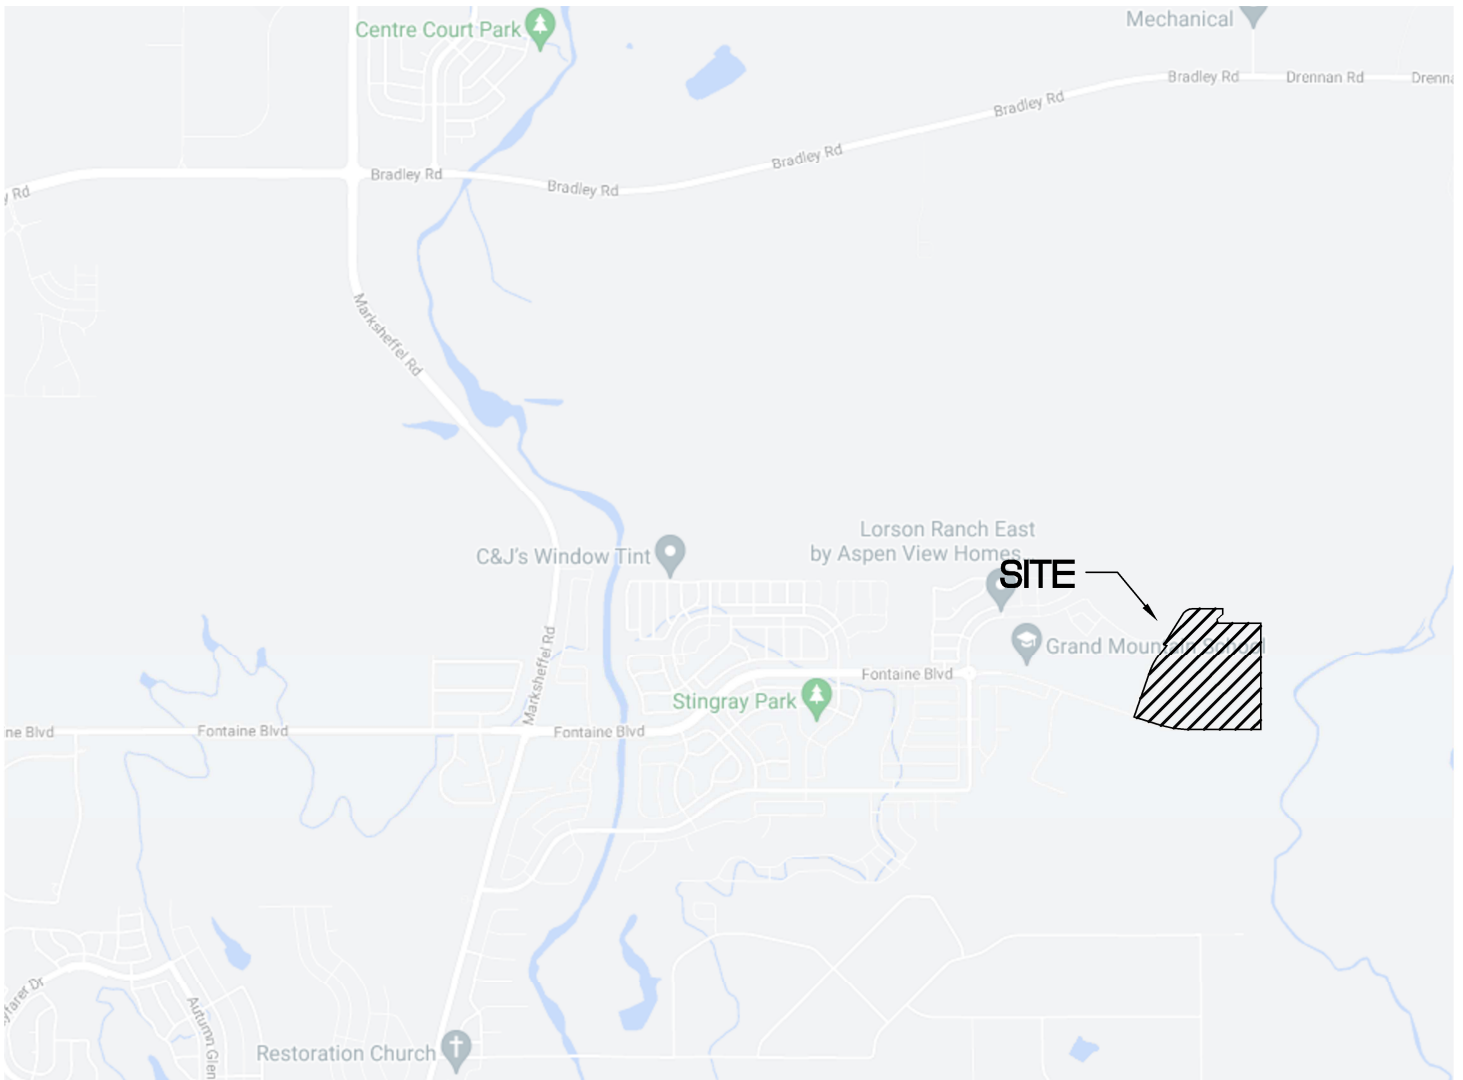 Centre Court Park
Mechanical
Bradley Rd
Drennan Rd
Bradley Rd
Bradley Rd
Bradley Rd
Bradley Rd
Marksheffel Rd
Lorson Ranch East
by Aspen View Homes
C&J's Window Tint
SITE
Grand Mountain School
Marksheffel Rd
Fontaine Blvd
Stingray Park
Fontaine Blvd
Fontaine Blvd
Autumn Glen
Restoration Church